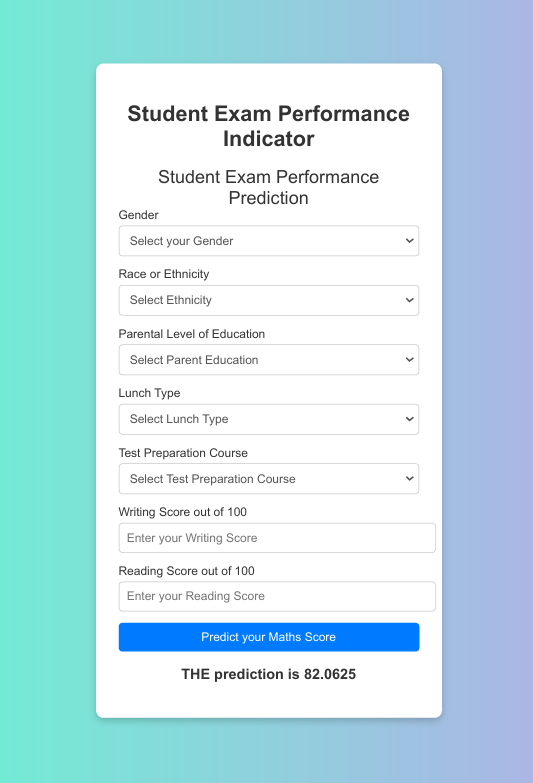 Student Exam Performance
Indicator
Student Exam Performance
Prediction
Gender
Select your Gender
Race or Ethnicity
Select Ethnicity
Parental Level of Education
Select Parent Education
Lunch Type
Select Lunch Type
Test Preparation Course
Select Test Preparation Course
Writing Score out of 100
Enter your Writing Score
Reading Score out of 100
Enter your Reading Score
Predict your Maths Score
THE prediction is 82.0625